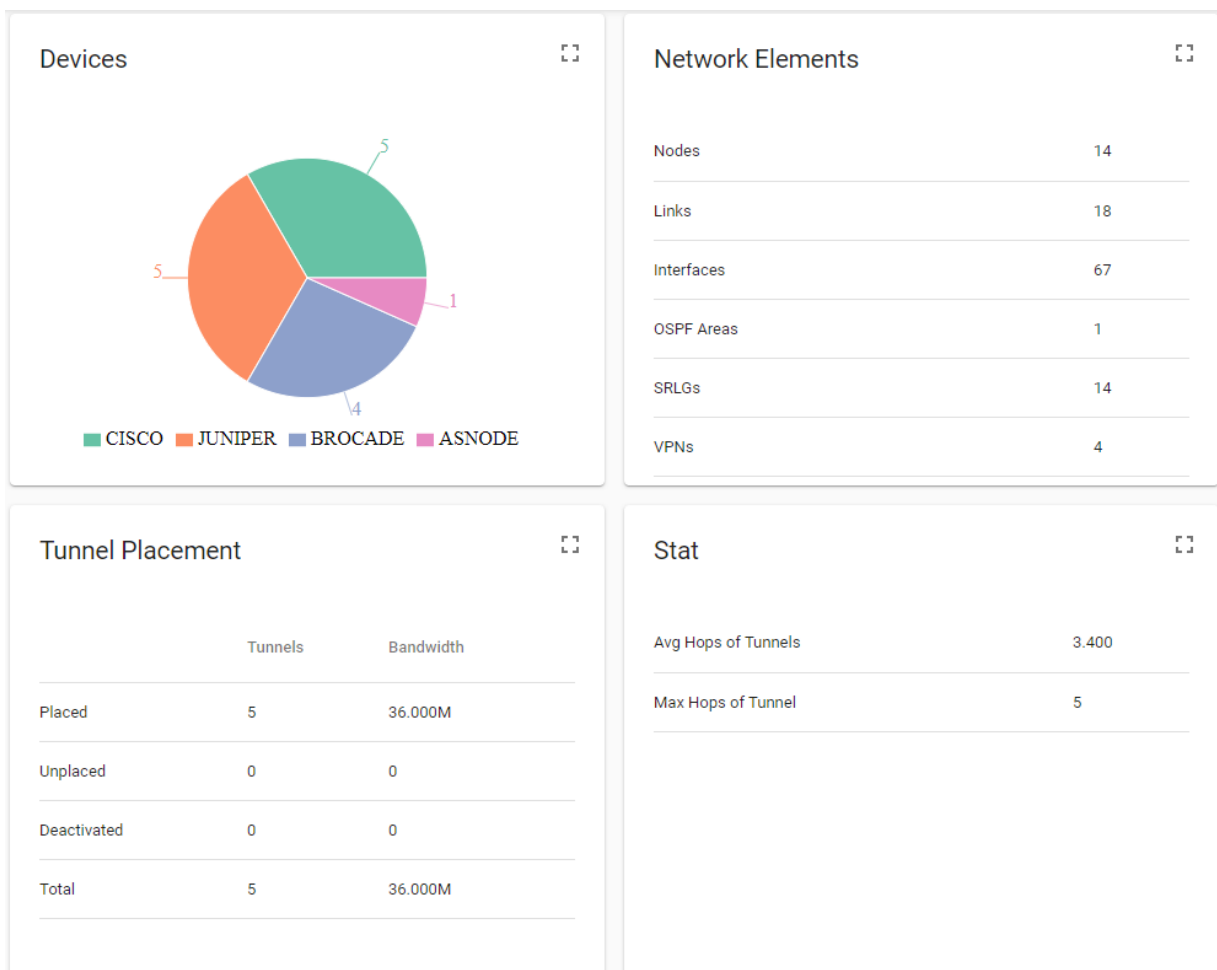 Devices
5
5
1
4
CISCO JUNIPER BROCADE ASNODE
Network Elements
Nodes 14
Links 18
Interfaces 67
OSPF Areas 1
SRLGs 14
VPNs 4
Tunnel Placement
Tunnels Bandwidth
Placed 5 36.000M
Unplaced 0 0
Deactivated 0 0
Total 5 36.000M
Stat
Avg Hops of Tunnels 3.400
Max Hops of Tunnel 5